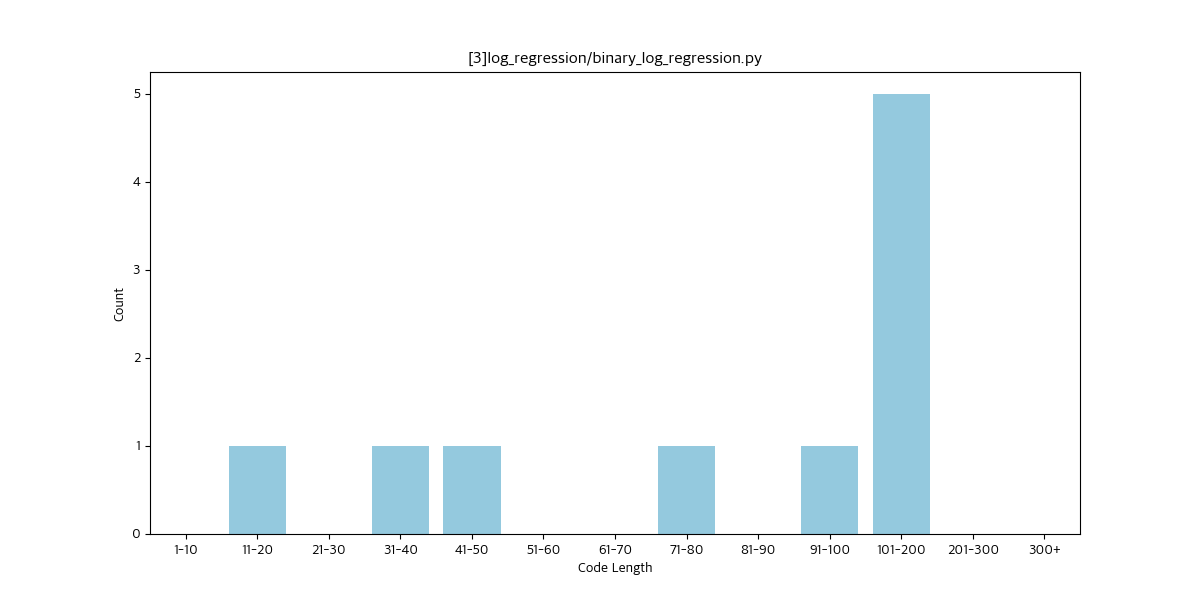 [3]log_regression/binary_log_regression.py
5
4
3
2
1
0
Count
1-10 11-20 21-30 31-40 41-50 51-60 61-70 71-80 81-90 91-100 101-200 201-300 300+
Code Length